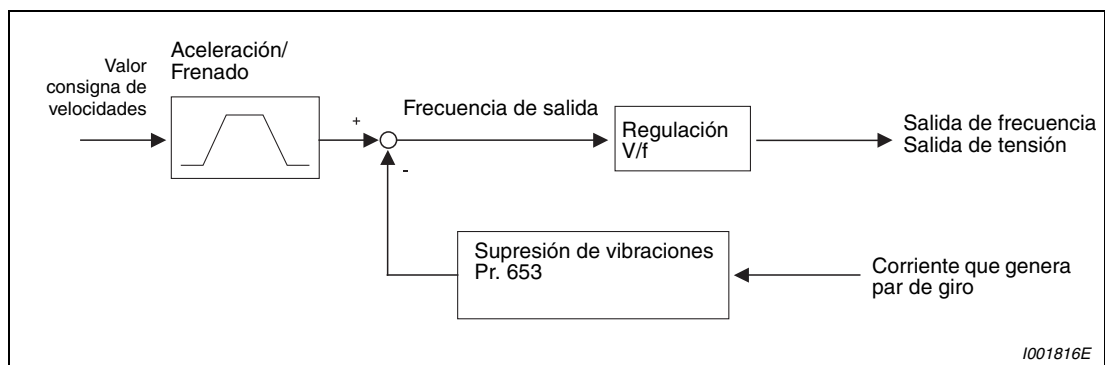 Valor
consigna de
velocidades
Aceleración/
Frenado
+
-
Frecuencia de salida
Regulación
V/f
Salida de frecuencia
Salida de tensión
Supresión de vibraciones
Pr. 653
Corriente que genera
par de giro
I001816E